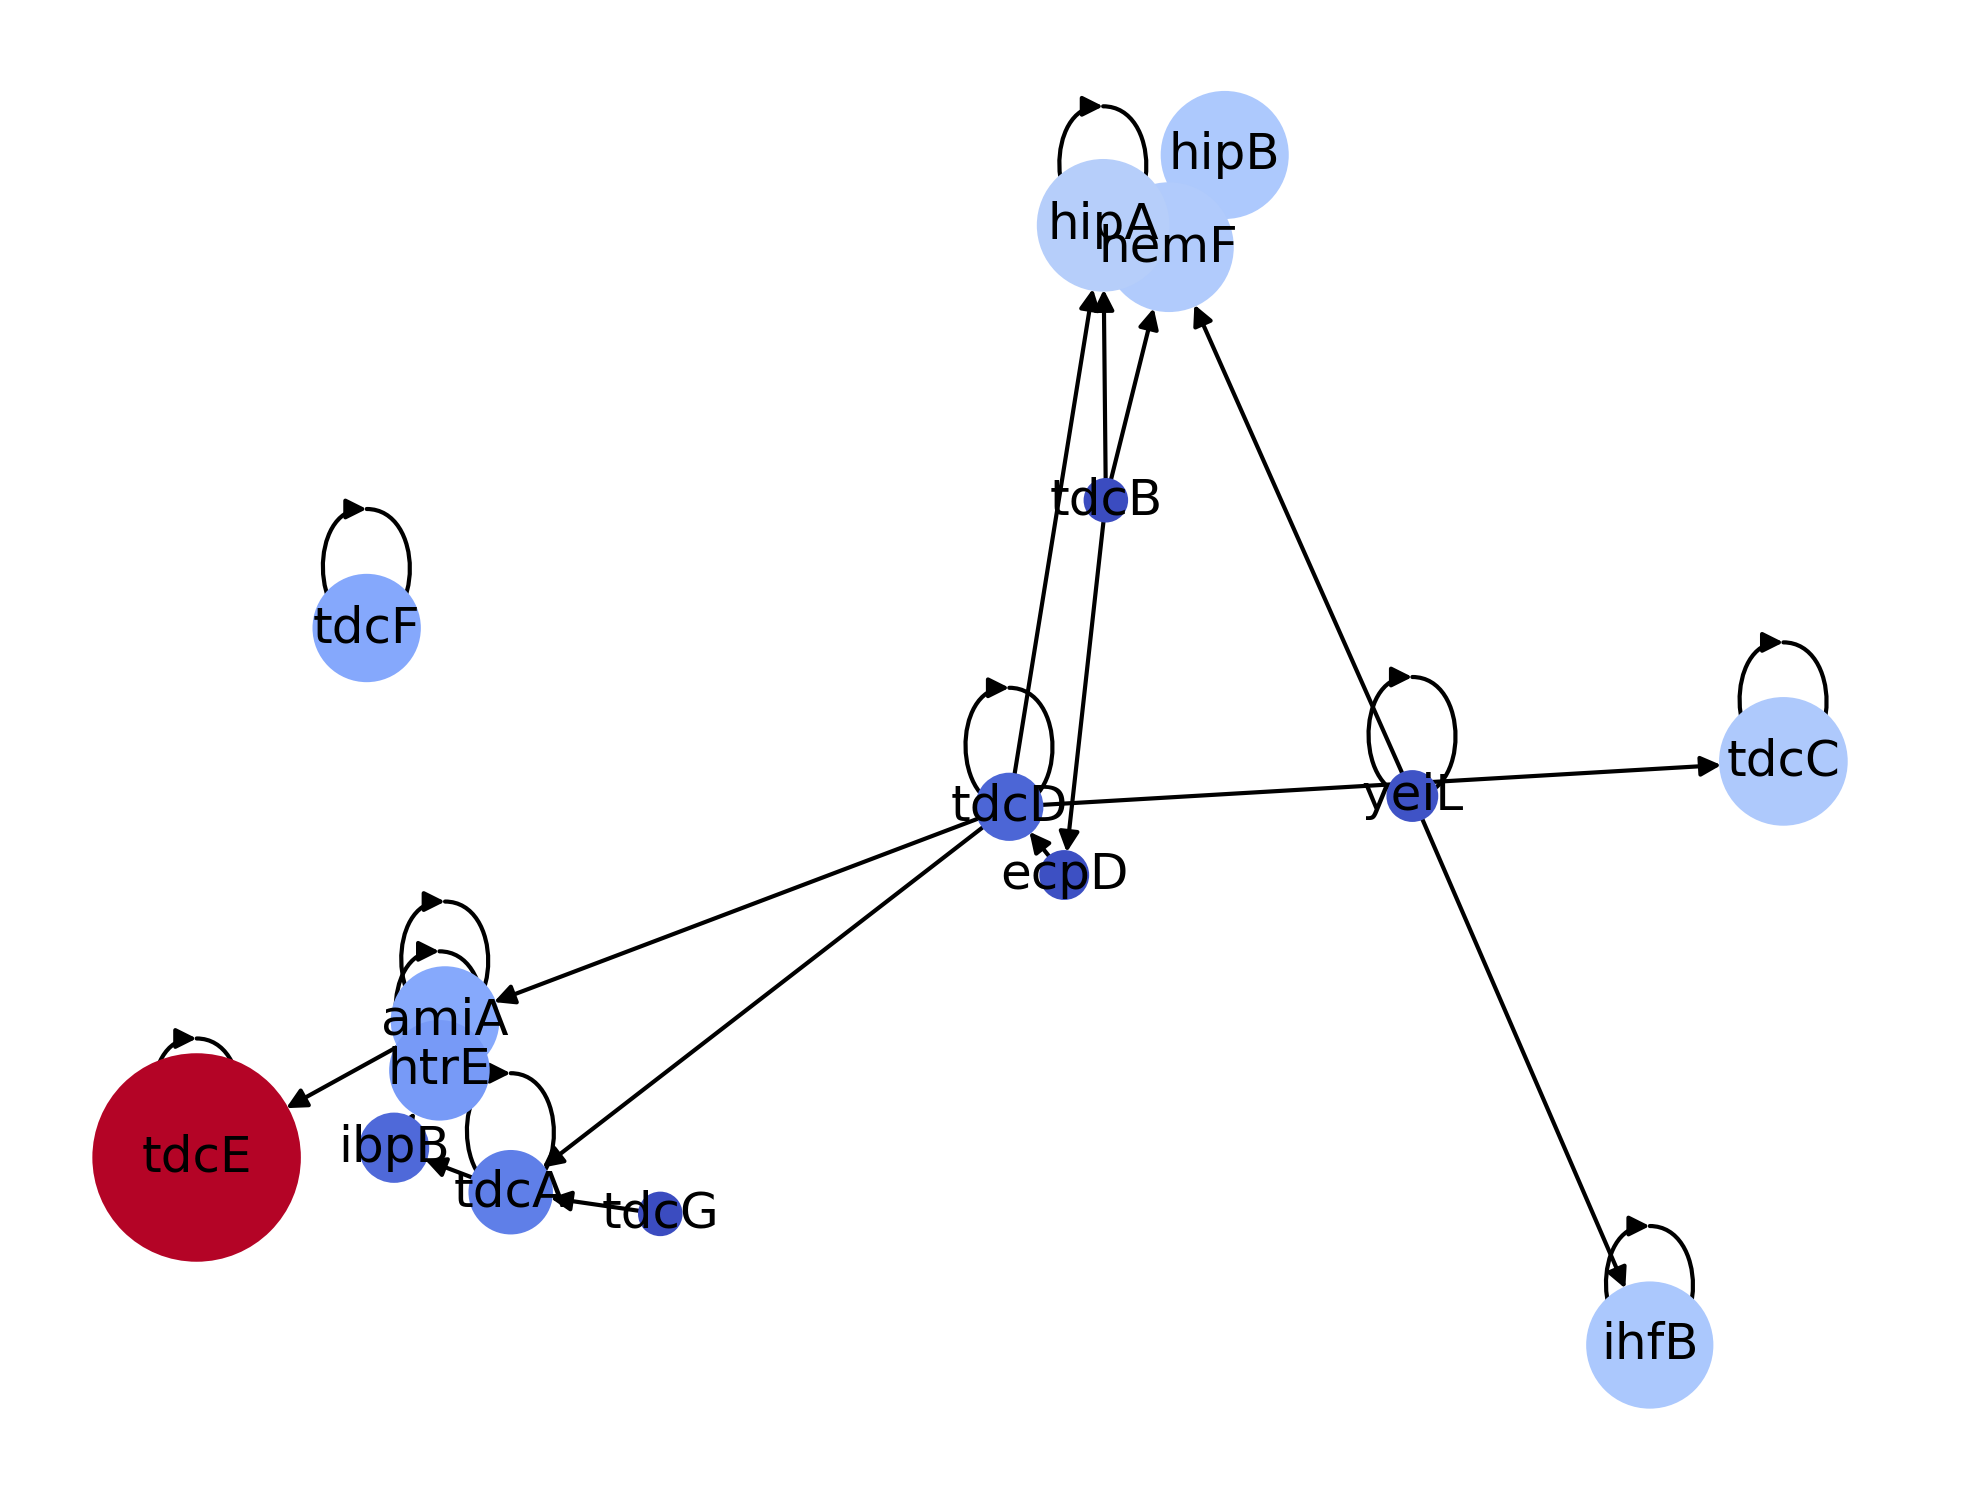 hipB
hipA
hemF
tdcB
tdcF
tdcC
yeiL
tdcD
ecpD
amiA
htrE
ibpB
tdcE
tdcA
tdcG
ihfB